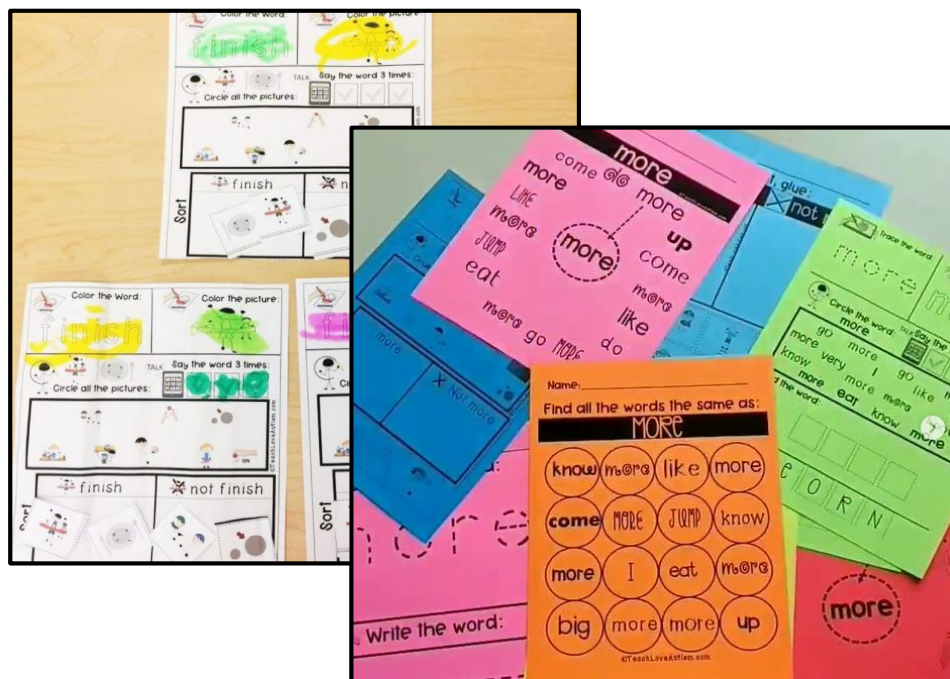 Color the word:
Color the picture:
finish
TALK Say the word 3 times:
Circle all the pictures:
Sort
finish
Color the word:
Color the picture:
finish
TALK Say the word 3 times:
Circle all the pictures:
©TeachLoveAutism.com
finish
not finish
Sort
Sort
more
come go more
more
LIKE
more
up
more
come
JUMP
more
eat
like
more go MORE do
glue:
not
more
Not more
Trace the word
more
Circle the word:
TALK Say the
more
go more I go
more very more like
know more more
more eat know more
the word:
O R N
Name:
Find all the words the same as:
MORE
know more like more
come MORE JUMP know
more I eat more
big more more up
©TeachLoveAutism.com
Write the word:
more